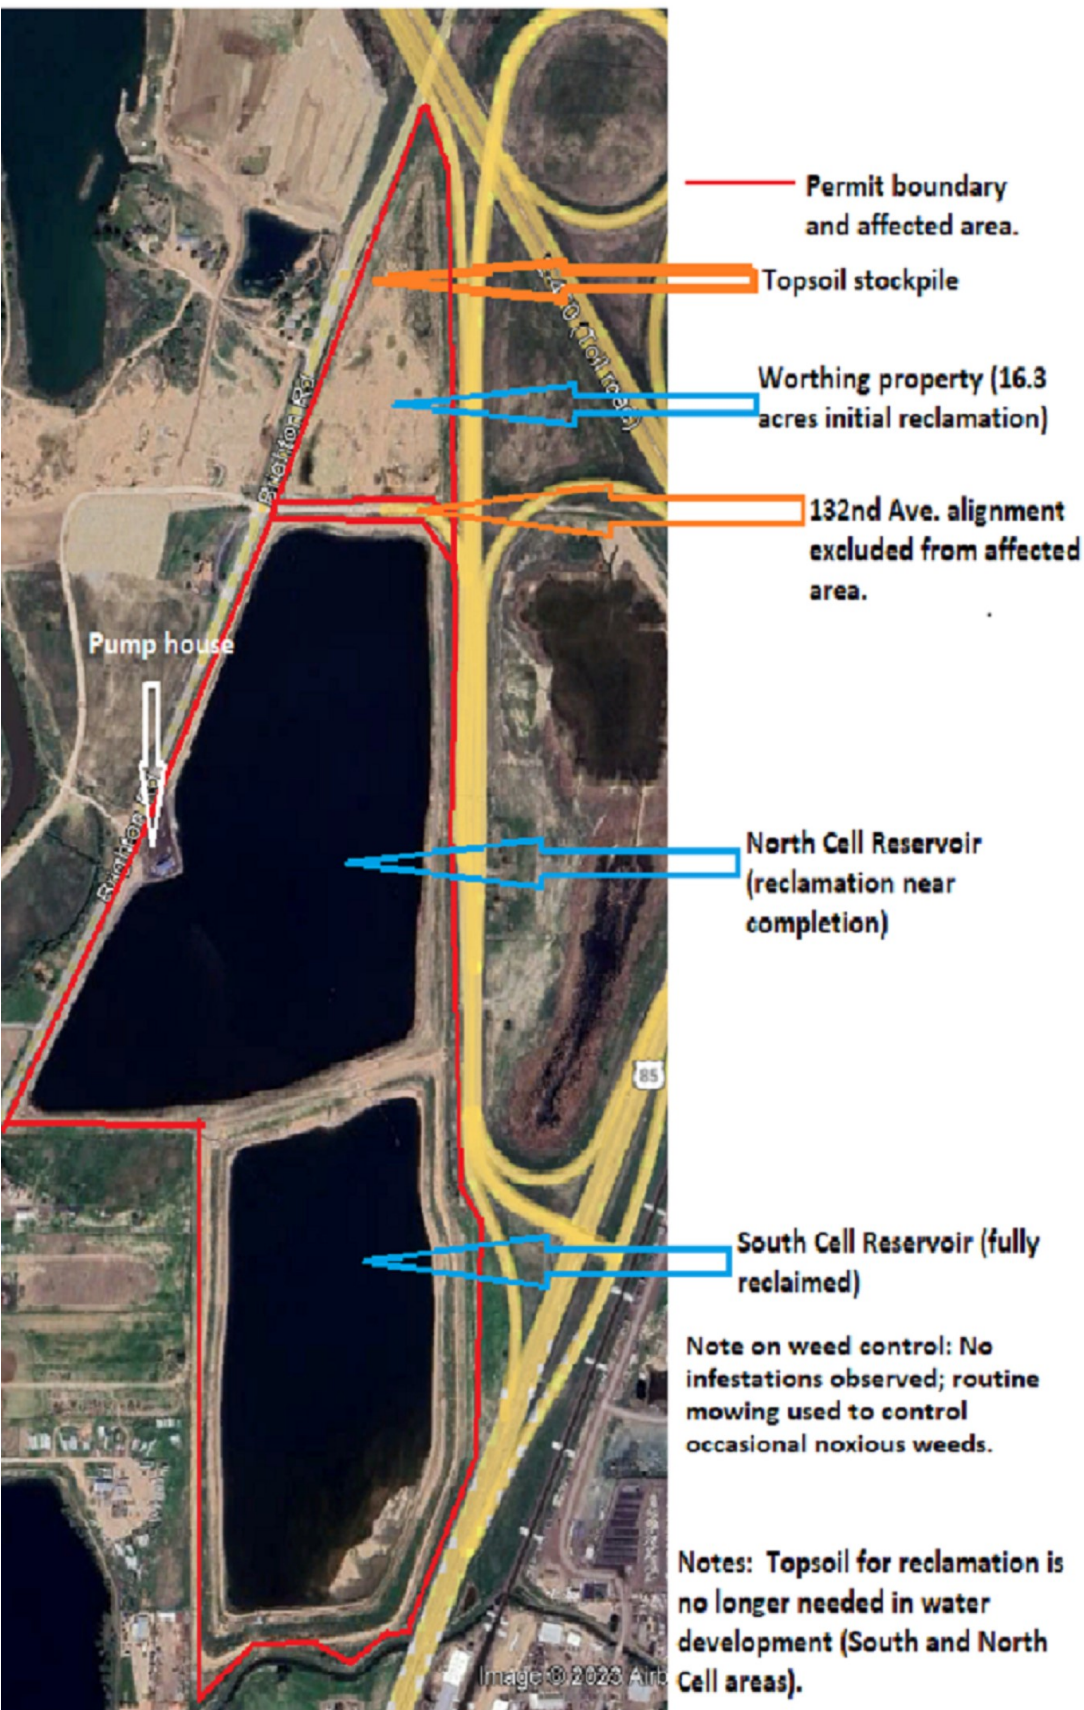 Permit boundary
and affected area.
Topsoil stockpile
(Toll road)
Worthing property (16.3
acres initial reclamation)
Brighton Rd
132nd Ave. alignment
excluded from affected
area.
Pump house
Brighton
North Cell Reservoir
(reclamation near
completion)
85
South Cell Reservoir (fully
reclaimed)
Note on weed control: No
infestations observed; routine
mowing used to control
occasional noxious weeds.
Notes: Topsoil for reclamation is
no longer needed in water
development (South and North
Cell areas).
Image © 2023 Airb